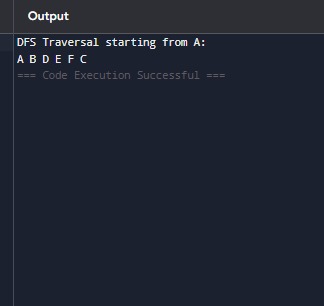 Output
DFS Traversal starting from A:
A B D E F C
=== Code Execution Successful ===